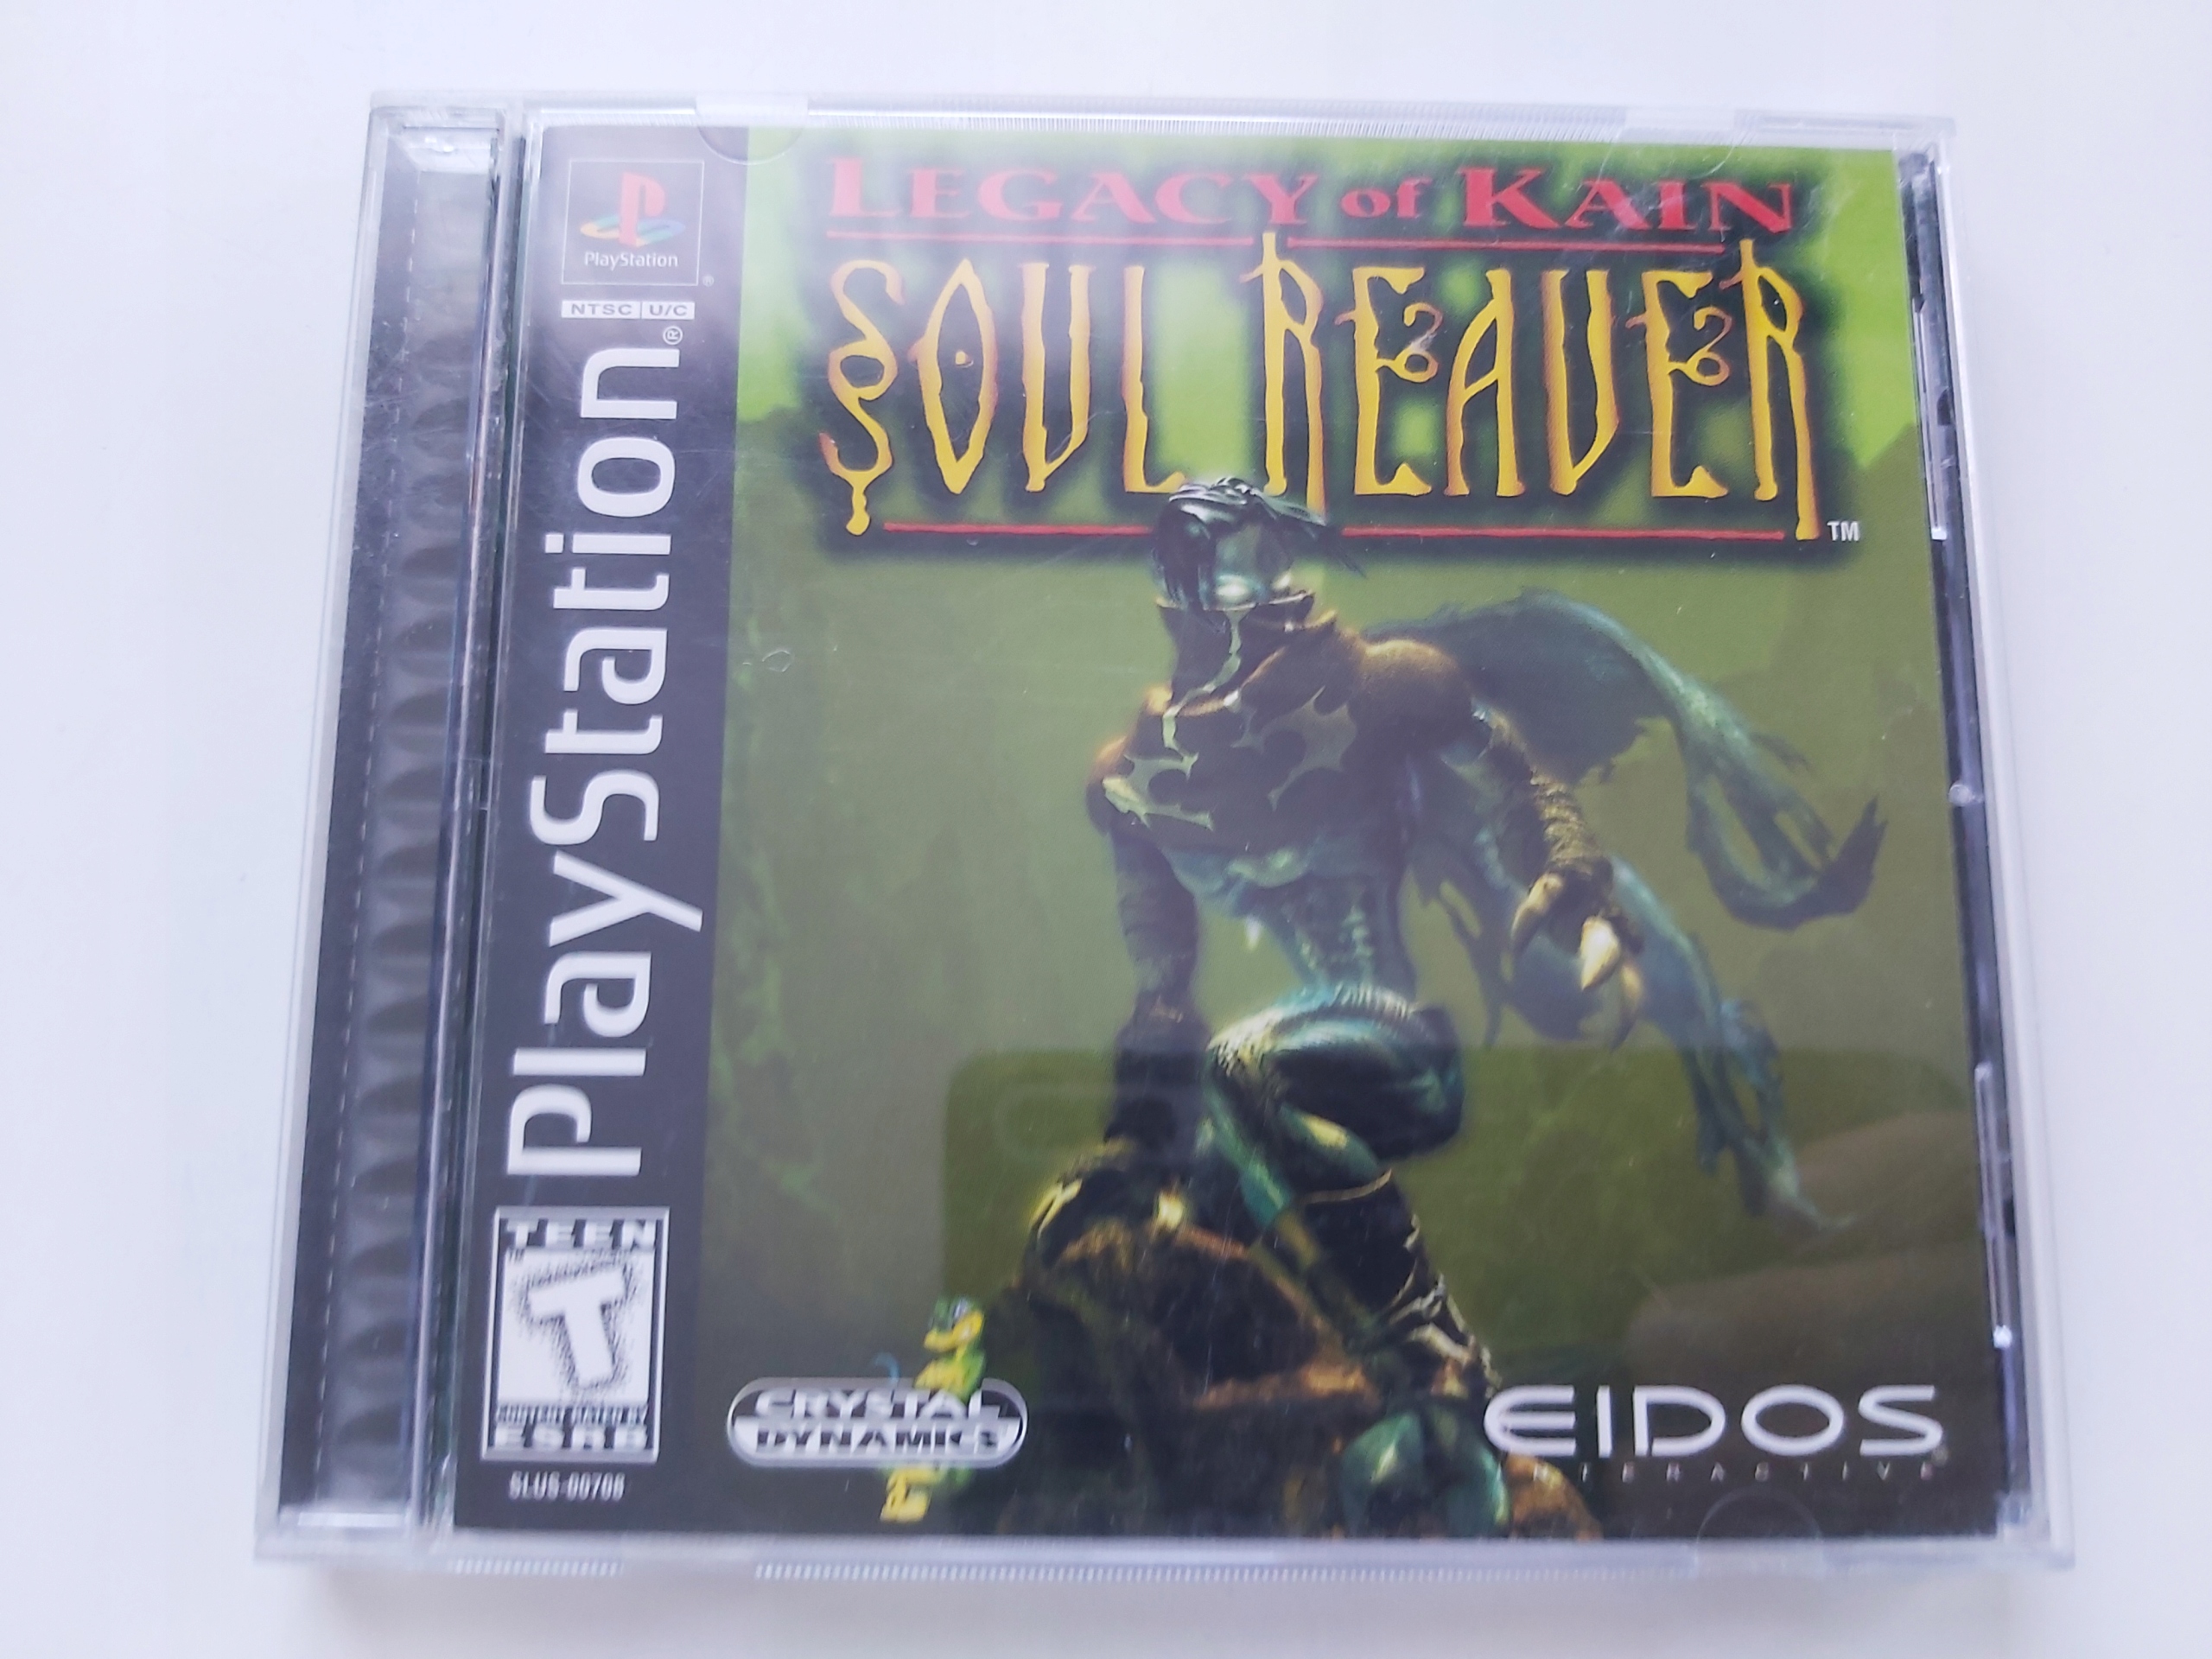 LEGACY of KAIN
SOUL REAVER
TM
PlayStation
®
NTSC U/C
PlayStation®
TEEN
T
CONTENT RATED BY
ESRB
SLUS-00708
CRYSTAL
DYNAMICS
EIDOS
INTERACTIVE